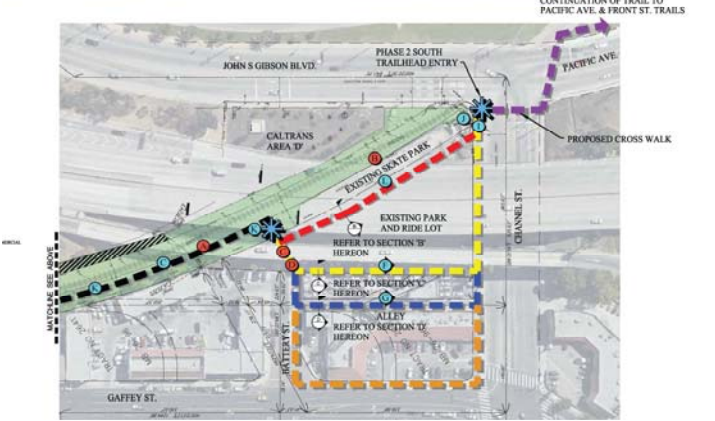 CONTINUATION OF TRAIL TO
PACIFIC AVE. & FRONT ST. TRAILS
PHASE 2 SOUTH
TRAILHEAD ENTRY
JOHN S GIBSON BLVD.
PACIFIC AVE.
PROPOSED CROSS WALK
CALTRANS
AREA 'D'
J
I
B
EXISTING SKATE PARK
L
CHANNEL ST.
EXISTING PARK
AND RIDE LOT
K
A
C
K
C
D
REFER TO SECTION 'B'
HEREON
REFER TO SECTION 'C'
HEREON
G
ALLEY
REFER TO SECTION 'D'
HEREON
MATCHLINE SEE ABOVE
BATTERY ST.
GAFFEY ST.